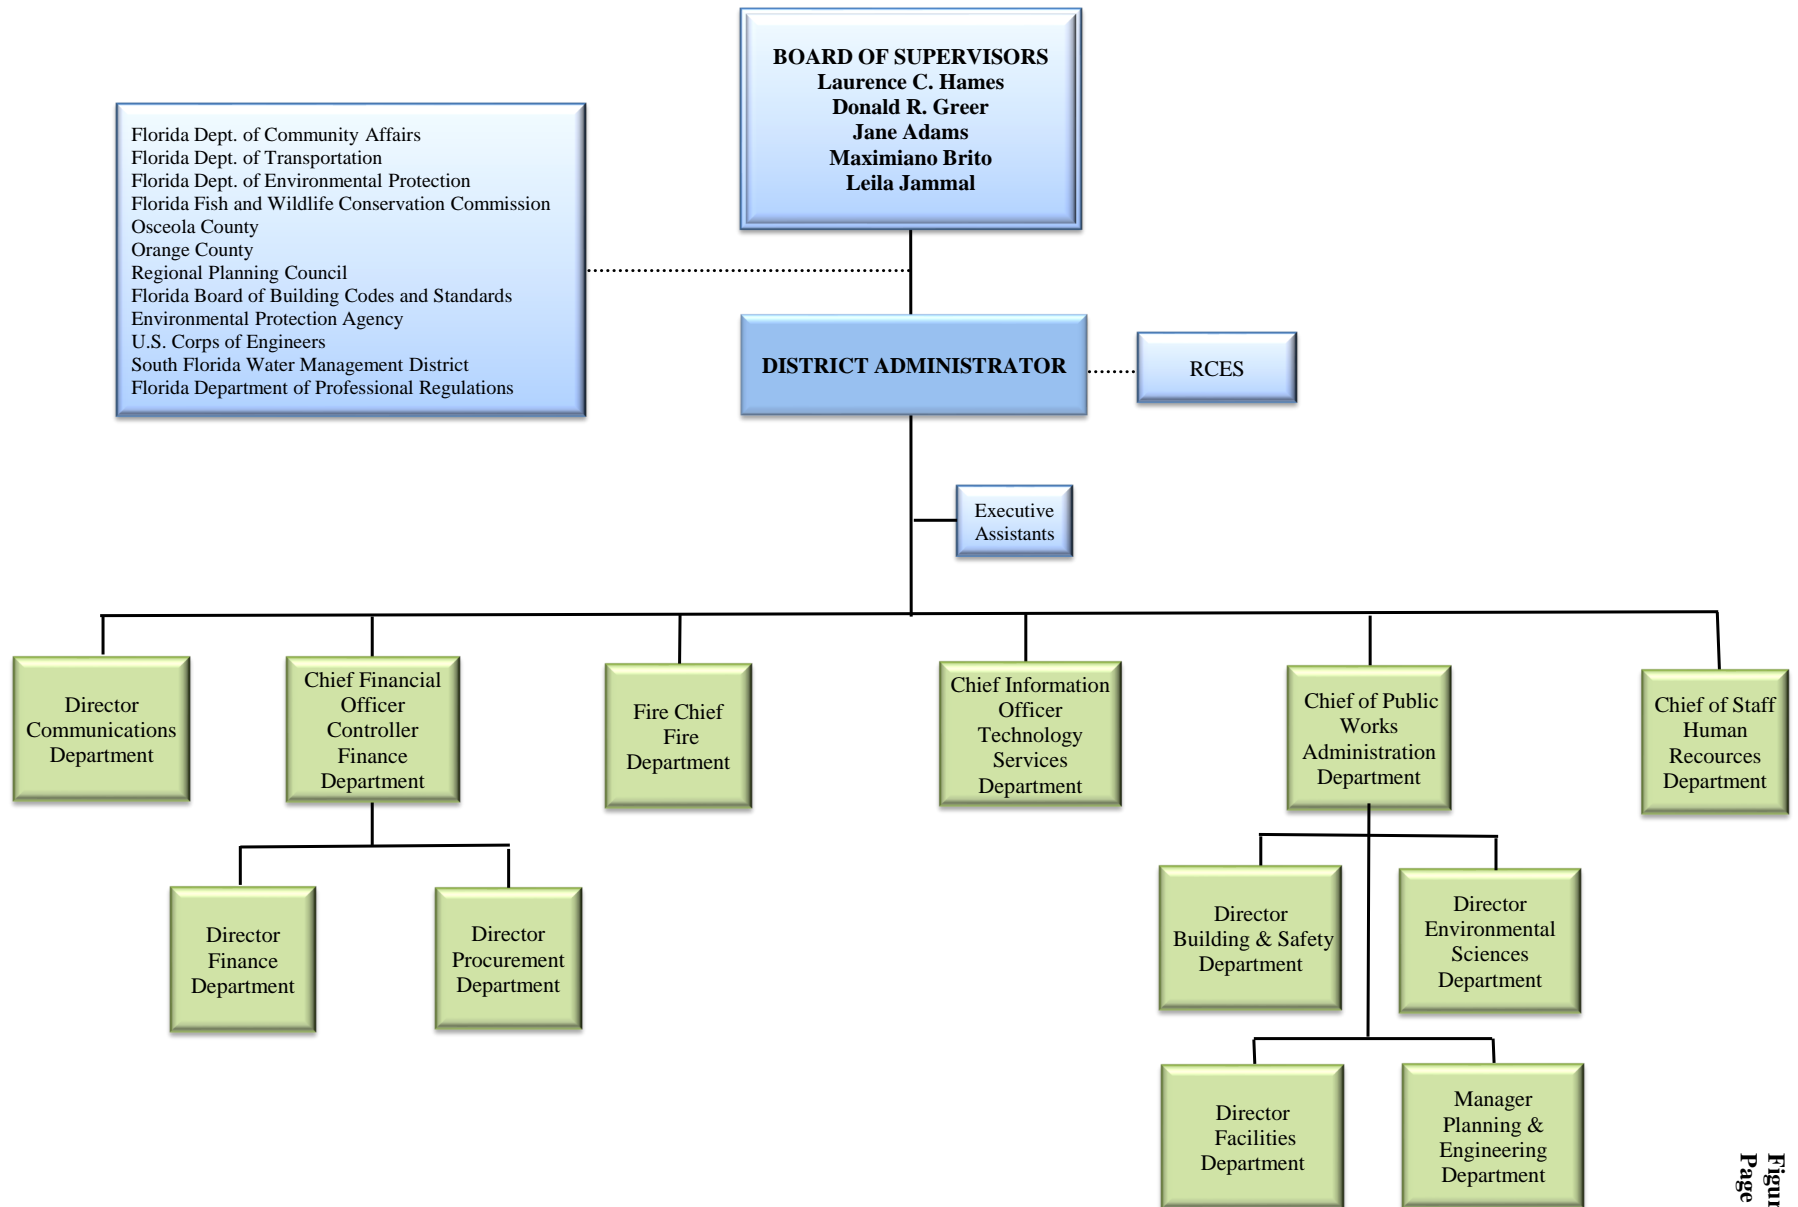 BOARD OF SUPERVISORS
Laurence C. Hames
Donald R. Greer
Jane Adams
Maximiano Brito
Leila Jammal
Florida Dept. of Community Affairs
Florida Dept. of Transportation
Florida Dept. of Environmental Protection
Florida Fish and Wildlife Conservation Commission
Osceola County
Orange County
Regional Planning Council
Florida Board of Building Codes and Standards
Environmental Protection Agency
U.S. Corps of Engineers
South Florida Water Management District
Florida Department of Professional Regulations
DISTRICT ADMINISTRATOR
RCES
Executive
Assistants
Director
Communications
Department
Chief Financial
Officer
Controller
Finance
Department
Fire Chief
Fire
Department
Chief Information
Officer
Technology
Services
Department
Chief of Public
Works
Administration
Department
Chief of Staff
Human
Recources
Department
Director
Finance
Department
Director
Procurement
Department
Director
Building & Safety
Department
Director
Environmental
Sciences
Department
Director
Facilities
Department
Manager
Planning &
Engineering
Department
Page